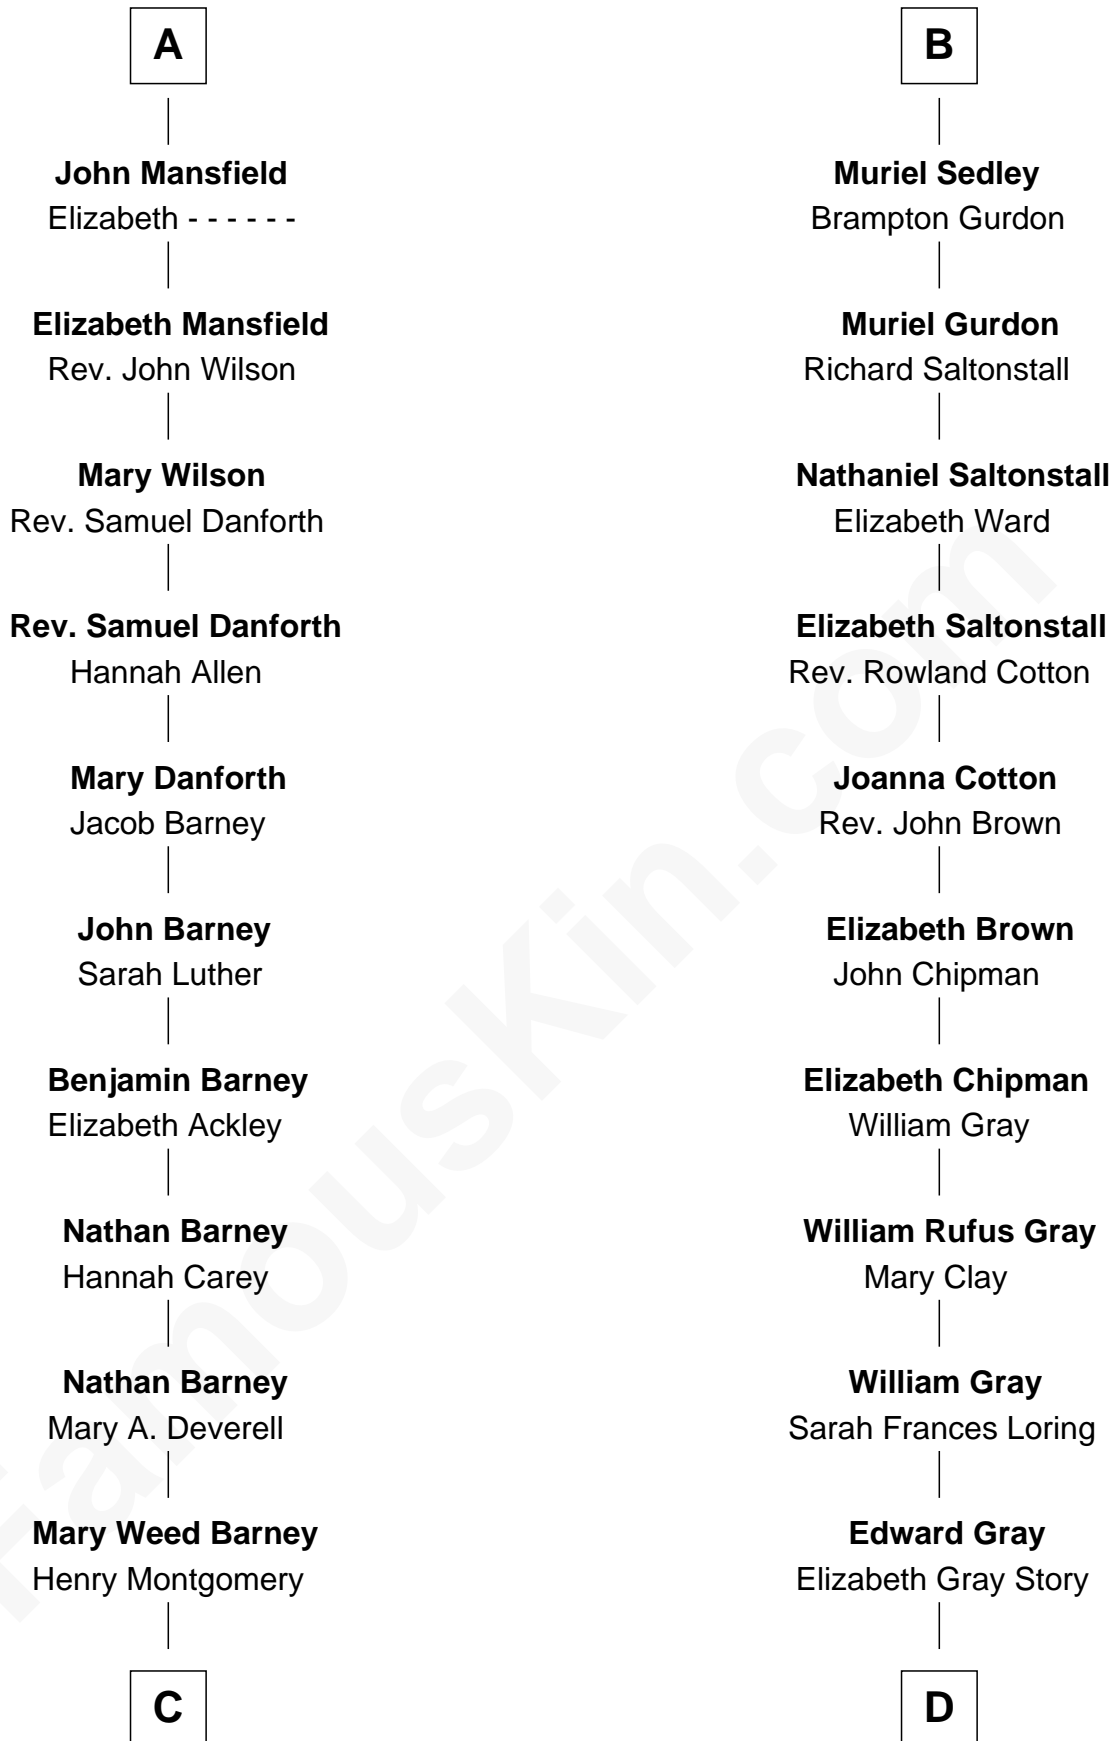 A
John Mansfield
Elizabeth - - - - - -
Elizabeth Mansfield
Rev. John Wilson
Mary Wilson
Rev. Samuel Danforth
Rev. Samuel Danforth
Hannah Allen
Mary Danforth
Jacob Barney
John Barney
Sarah Luther
Benjamin Barney
Elizabeth Ackley
Nathan Barney
Hannah Carey
Nathan Barney
Mary A. Deverell
Mary Weed Barney
Henry Montgomery
C
B
Muriel Sedley
Brampton Gurdon
Muriel Gurdon
Richard Saltonstall
Nathaniel Saltonstall
Elizabeth Ward
Elizabeth Saltonstall
Rev. Rowland Cotton
Joanna Cotton
Rev. John Brown
Elizabeth Brown
John Chipman
Elizabeth Chipman
William Gray
William Rufus Gray
Mary Clay
William Gray
Sarah Frances Loring
Edward Gray
Elizabeth Gray Story
D
FamousKin.com